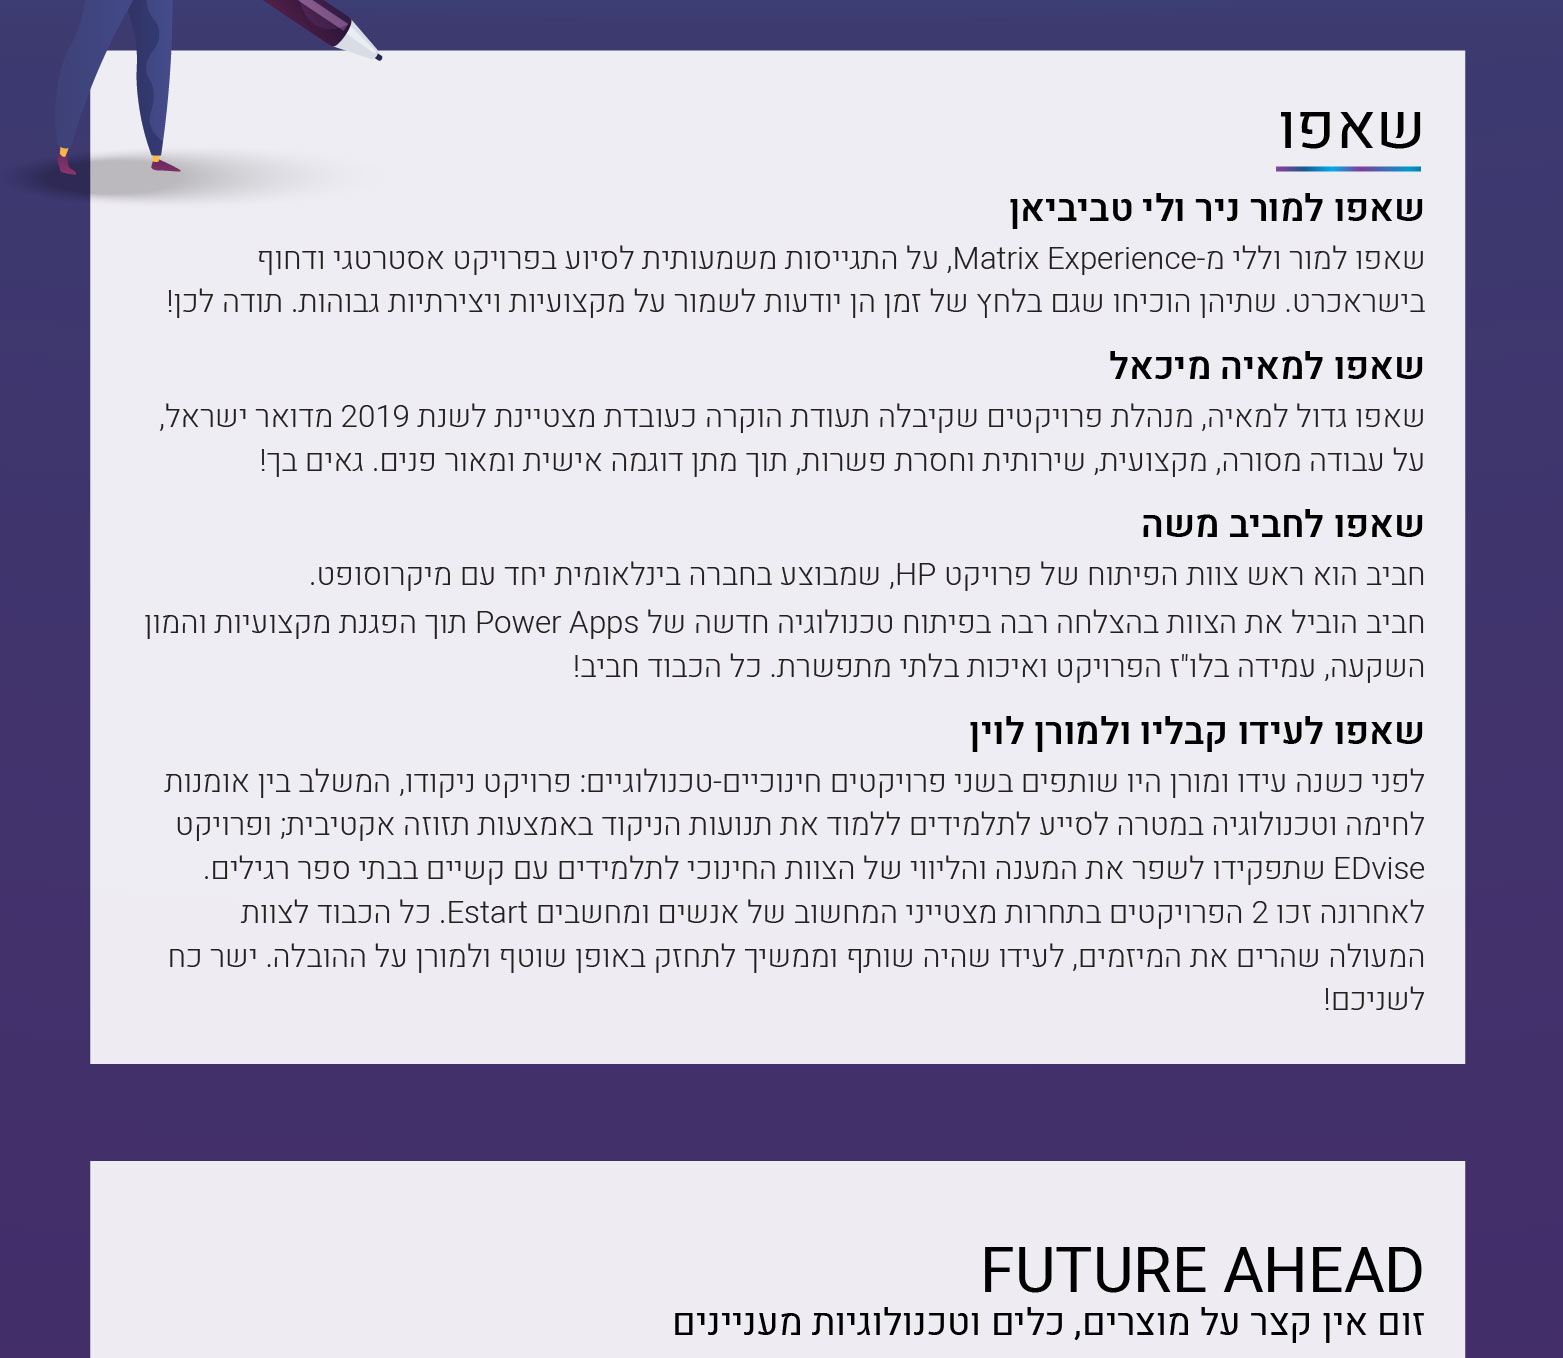 שאפו
שאפו למור ניר ולי טביביאן
שאפו למור וללי מ-Matrix Experience, על התגייסות משמעותית לסיוע בפרויקט אסטרטגי ודחוף
בישראכרט. שתיהן הוכיחו שגם בלחץ של זמן הן יודעות לשמור על מקצועיות ויצירתיות גבוהות. תודה לכן!
שאפו למאיה מיכאל
שאפו גדול למאיה, מנהלת פרויקטים שקיבלה תעודת הוקרה כעובדת מצטיינת לשנת 2019 מדואר ישראל,
על עבודה מסורה, מקצועית, שירותית וחסרת פשרות, תוך מתן דוגמה אישית ומאור פנים. גאים בך!
שאפו לחביב משה
חביב הוא ראש צוות הפיתוח של פרויקט HP, שמבוצע בחברה בינלאומית יחד עם מיקרוסופט.
חביב הוביל את הצוות בהצלחה רבה בפיתוח טכנולוגיה חדשה של Power Apps תוך הפגנת מקצועיות והמון
השקעה, עמידה בלו"ז הפרויקט ואיכות בלתי מתפשרת. כל הכבוד חביב!
שאפו לעידו קבליו ולמורן לוין
לפני כשנה עידו ומורן היו שותפים בשני פרויקטים חינוכיים-טכנולוגיים: פרויקט ניקודו, המשלב בין אומנות
לחימה וטכנולוגיה במטרה לסייע לתלמידים ללמוד את תנועות הניקוד באמצעות תזוזה אקטיבית; ופרויקט
EDvise שתפקידו לשפר את המענה והליווי של הצוות החינוכי לתלמידים עם קשיים בבתי ספר רגילים.
לאחרונה זכו 2 הפרויקטים בתחרות מצטייני המחשוב של אנשים ומחשבים Estart. כל הכבוד לצוות
המעולה שהרים את המיזמים, לעידו שהיה שותף וממשיך לתחזק באופן שוטף ולמורן על ההובלה. ישר כח
לשניכם!
FUTURE AHEAD
זום אין קצר על מוצרים, כלים וטכנולוגיות מעניינים